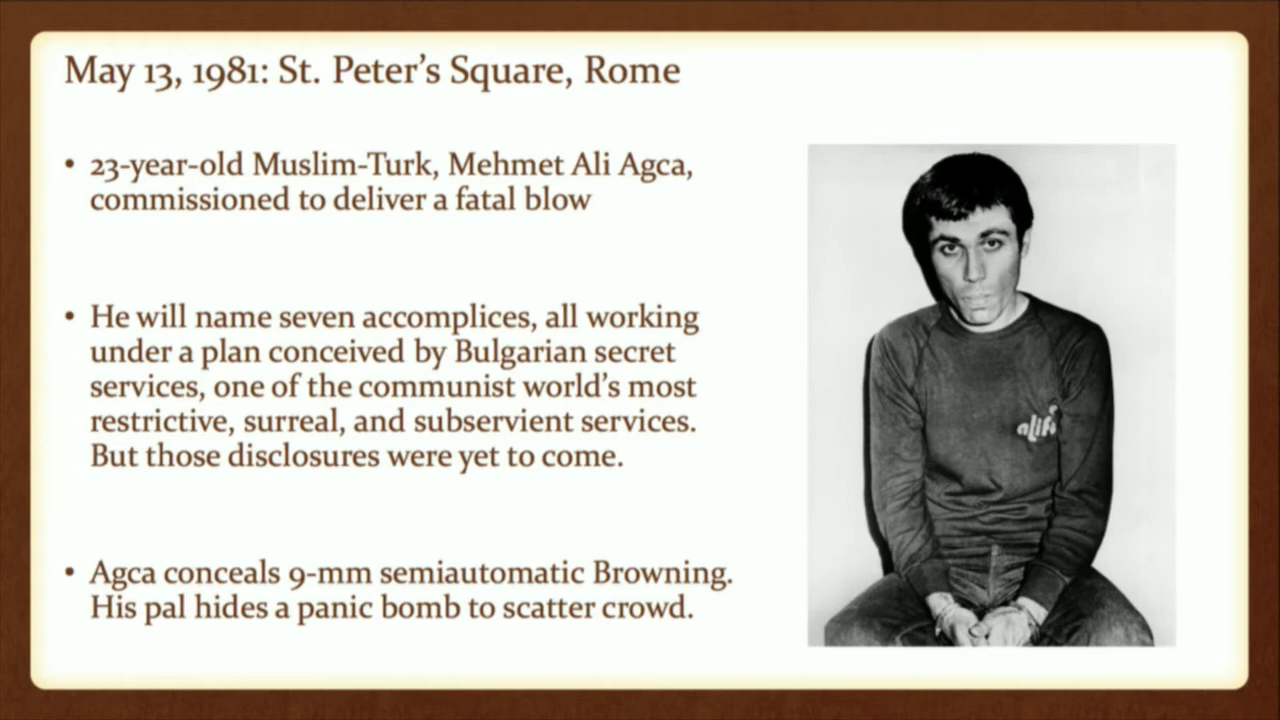 May 13, 1981: St. Peter's Square, Rome
• 23-year-old Muslim-Turk, Mehmet Ali Agca,
commissioned to deliver a fatal blow
• He will name seven accomplices, all working
under a plan conceived by Bulgarian secret
services, one of the communist world's most
restrictive, surreal, and subservient services.
But those disclosures were yet to come.
• Agca conceals 9-mm semiautomatic Browning.
His pal hides a panic bomb to scatter crowd.